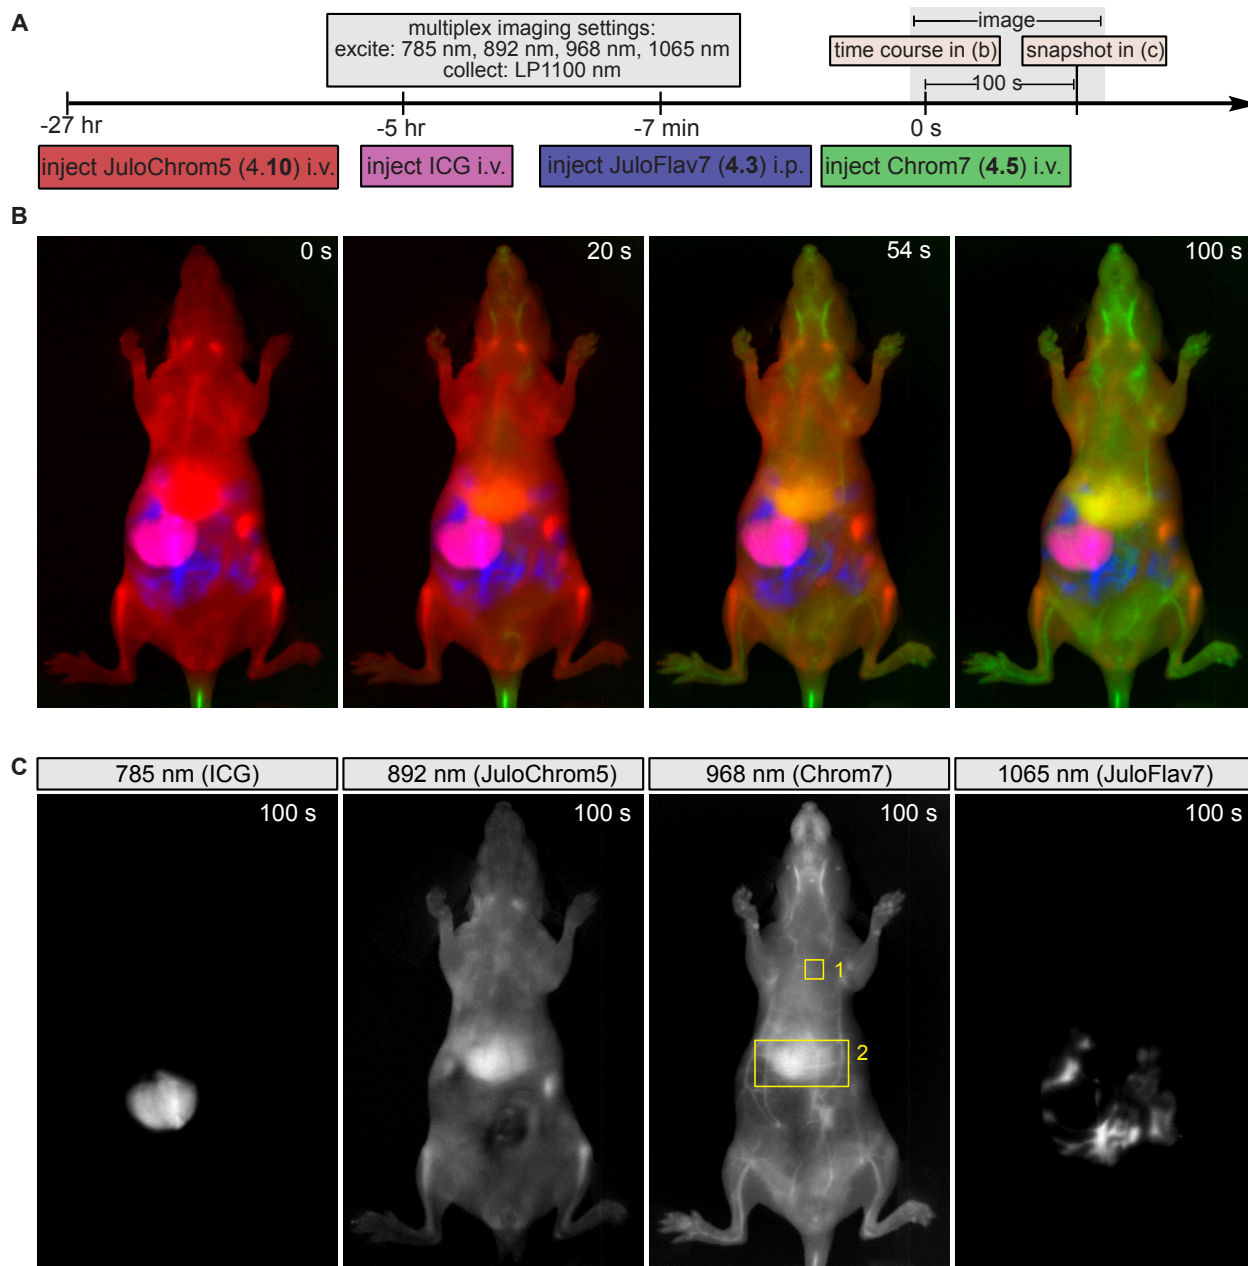 A
multiplex imaging settings:
excite: 785 nm, 892 nm, 968 nm, 1065 nm
collect: LP1100 nm
image
time course in (b)
snapshot in (c)
100 s
-27 hr
-5 hr
-7 min
0 s
inject JuloChrom5 (4.10) i.v.
inject ICG i.v.
inject JuloFlav7 (4.3) i.p.
inject Chrom7 (4.5) i.v.
B
0 s
20 s
54 s
100 s
C
785 nm (ICG)
892 nm (JuloChrom5)
968 nm (Chrom7)
1065 nm (JuloFlav7)
100 s
100 s
100 s
100 s
1
2